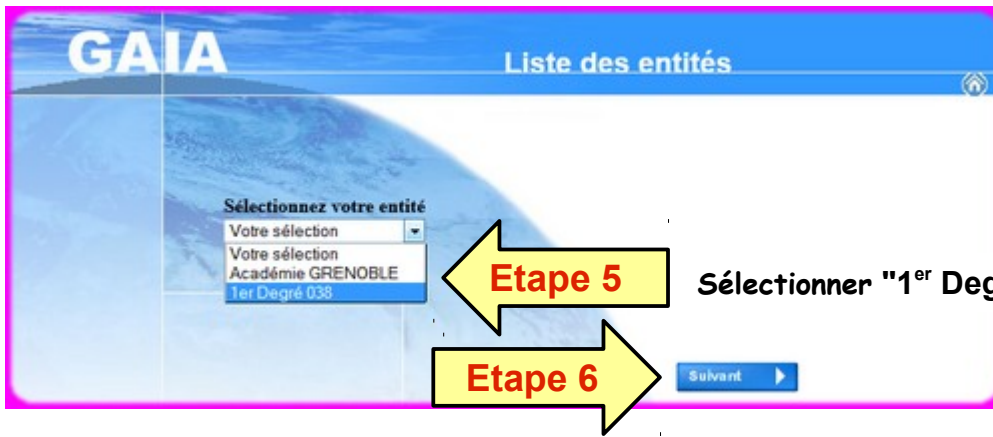 GAIA
Liste des entités
Sélectionnez votre entité
Votre sélection
Votre sélection
Académie GRENOBLE
1er Degré 038
Etape 5
Sélectionner "1er Deg
Etape 6
Suivant